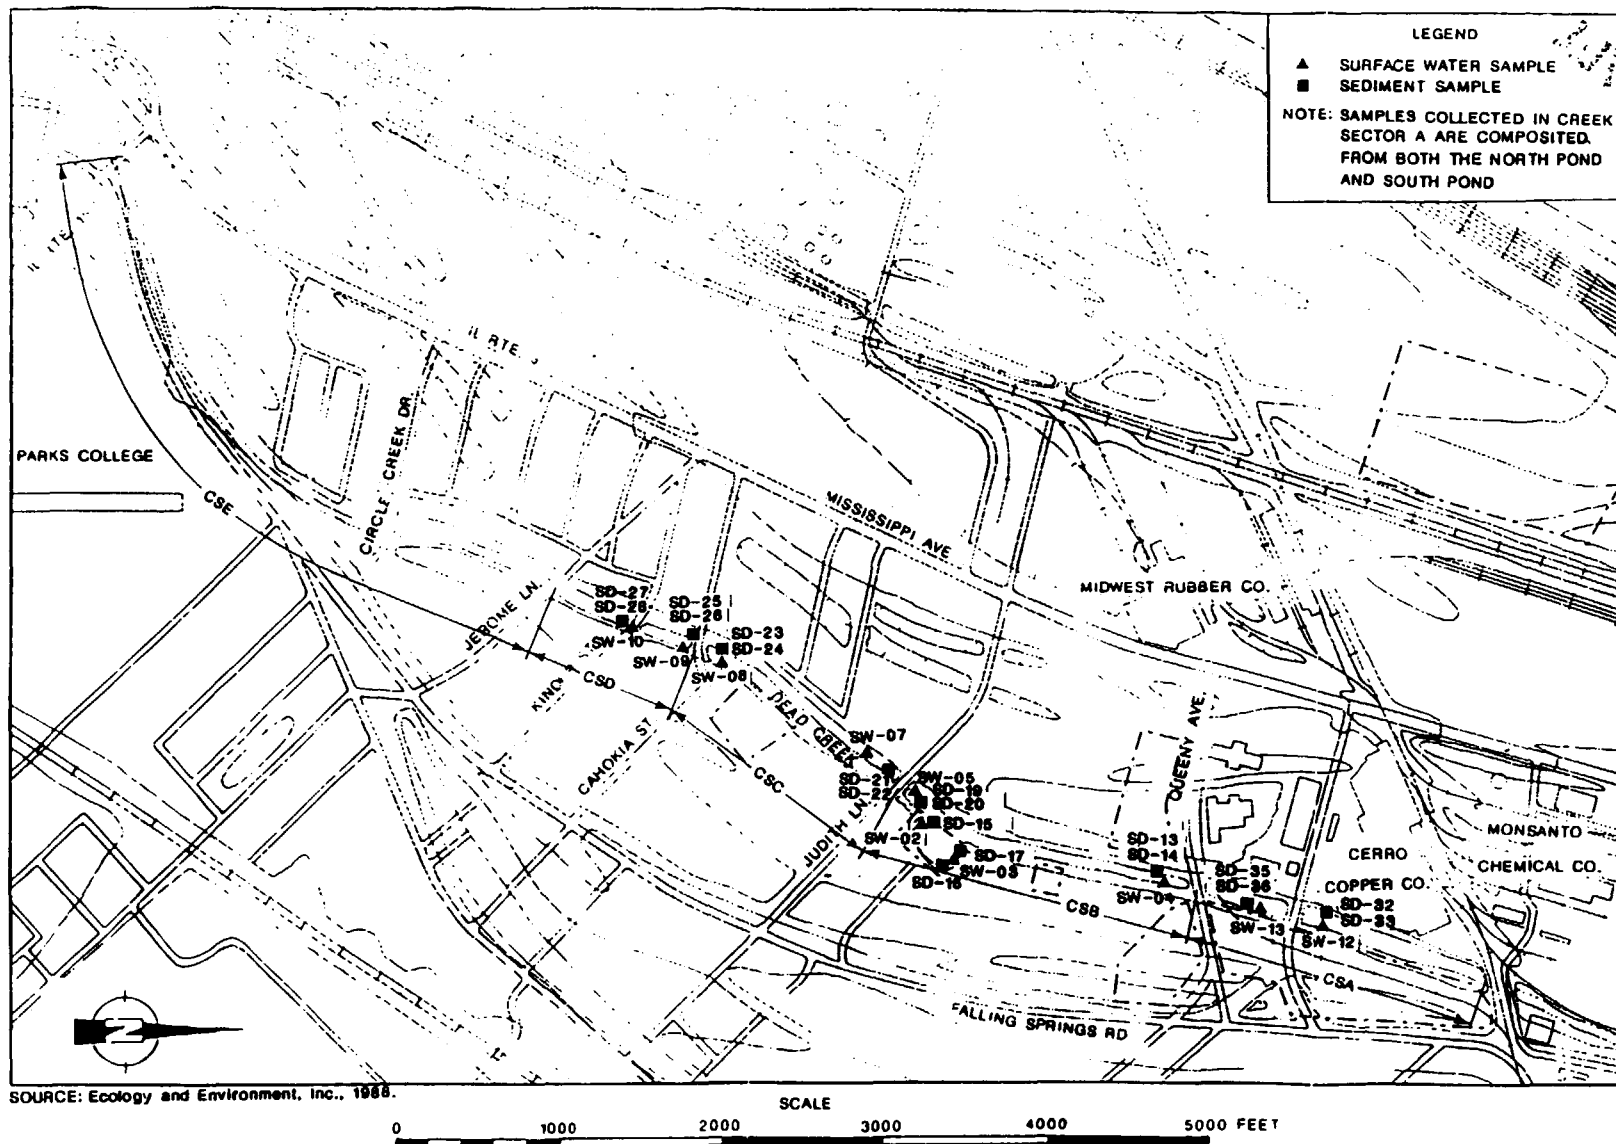 LEGEND
▲ SURFACE WATER SAMPLE
■ SEDIMENT SAMPLE
NOTE: SAMPLES COLLECTED IN CREEK
SECTOR A ARE COMPOSITED.
FROM BOTH THE NORTH POND
AND SOUTH POND
IL RTE. 3
PARKS COLLEGE
CSE
CIRCLE CREEK DR.
MISSISSIPPI AVE
MIDWEST RUBBER CO.
JEROME LN.
SD-27
SD-28
SW-10
SD-25
SD-26
SW-09
SD-23
SD-24
SW-08
CSD
KING
CAHOKIA ST
DEAD CREEK
CSC
SW-07
SD-21
SD-22
SW-05
SD-19
SD-20
SD-15
SW-02
JUDITH LN.
SD-17
SW-03
SD-16
QUEENY AVE.
SD-13
SD-14
SW-04
SD-35
SD-36
SW-13
CSB
CERRO
COPPER CO.
SD-32
SD-33
SW-12
MONSANTO
CHEMICAL CO.
CSA
FALLING SPRINGS RD
N
SOURCE: Ecology and Environment, Inc., 1988.
SCALE
0 1000 2000 3000 4000 5000 FEET